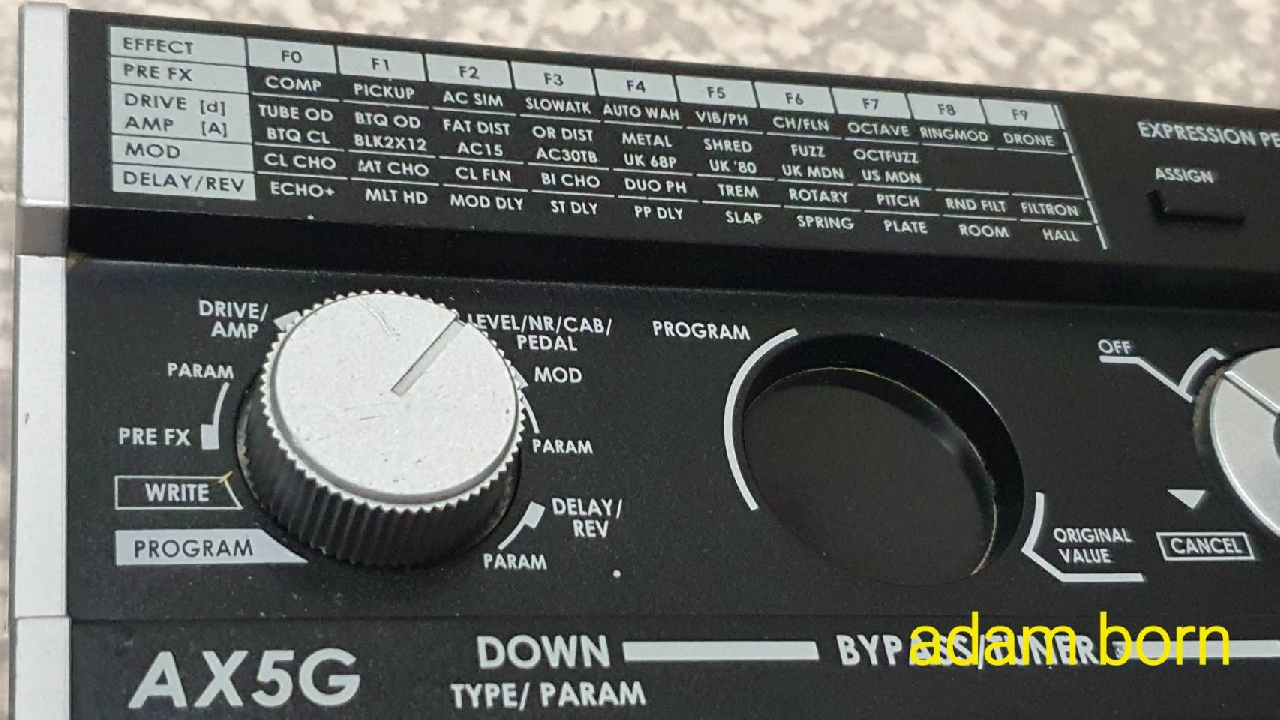 EFFECT F0 F1 F2 F3 F4 F5 F6 F7 F8 F9
PRE FX COMP PICKUP AC SIM SLOWATK AUTO WAH VIB/PH CH/FLN OCTAVE RINGMOD DRONE
DRIVE [d] TUBE OD BTQ OD FAT DIST OR DIST METAL SHRED FUZZ OCTFUZZ
AMP [A] BTQ CL BLK2X12 AC15 AC30TB UK 68P UK '80 UK MDN US MDN
MOD CL CHO MT CHO CL FLN BI CHO DUO PH TREM ROTARY PITCH RND FILT FILTRON
DELAY/REV ECHO+ MLT HD MOD DLY ST DLY PP DLY SLAP SPRING PLATE ROOM HALL
EXPRESSION
ASSIGN
DRIVE/
AMP
LEVEL/NR/CAB/
PEDAL
PARAM
MOD
PRE FX
PARAM
WRITE
DELAY/
REV
PROGRAM
PARAM
PROGRAM
OFF
ORIGINAL
VALUE
CANCEL
AX5G
DOWN
BYPASS/TUNER
TYPE/ PARAM
adam born